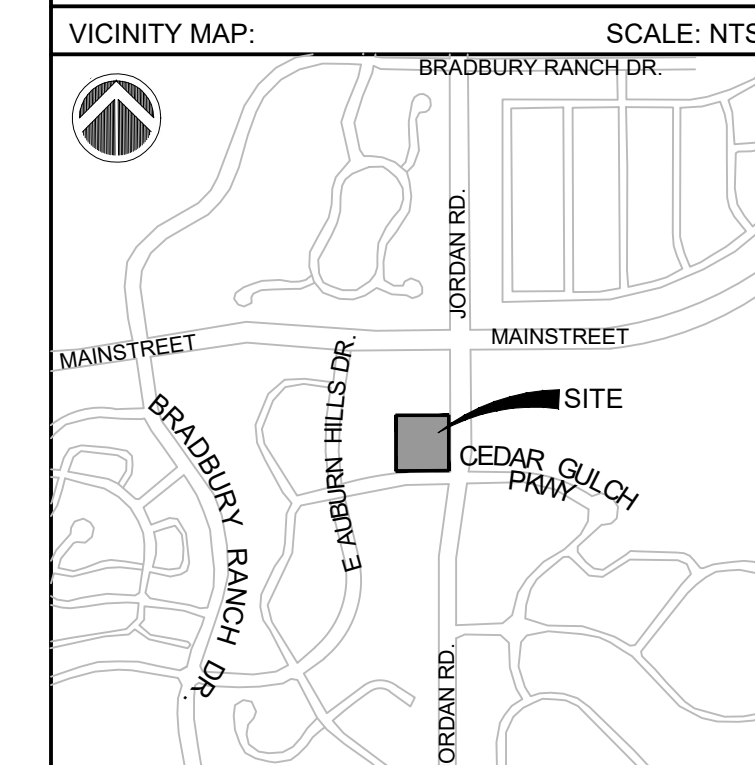 VICINITY MAP:
SCALE: NTS
BRADBURY RANCH DR.
JORDAN RD.
MAINSTREET
MAINSTREET
E AUBURN HILLS DR.
SITE
BRADBURY RANCH DR.
CEDAR GULCH
PKWY
ORDAN RD.